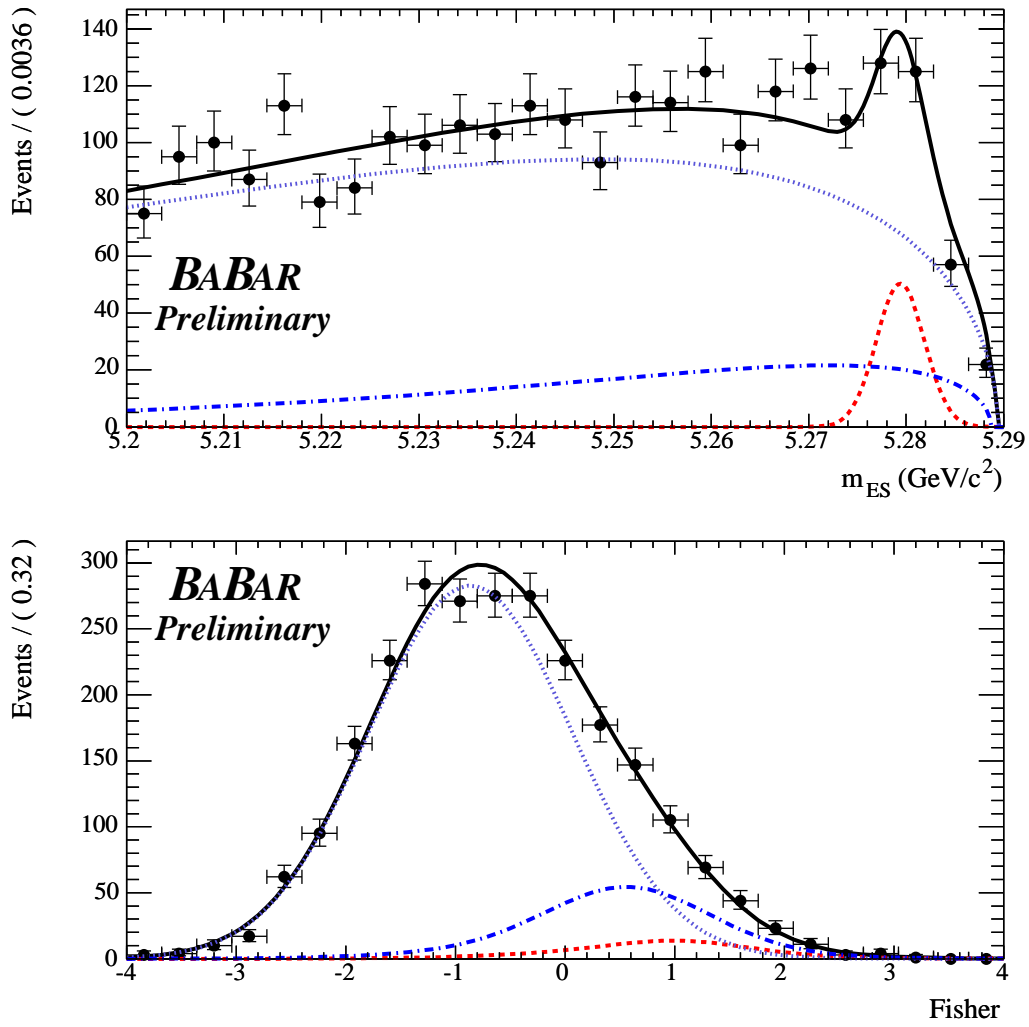 Events / ( 0.0036 )
140
120
100
80
60
40
20
0
BABAR
Preliminary
5.2 5.21 5.22 5.23 5.24 5.25 5.26 5.27 5.28 5.29
m_ES (GeV/c²)
Events / ( 0.32 )
300
250
200
150
100
50
0
BABAR
Preliminary
-4 -3 -2 -1 0 1 2 3 4
Fisher